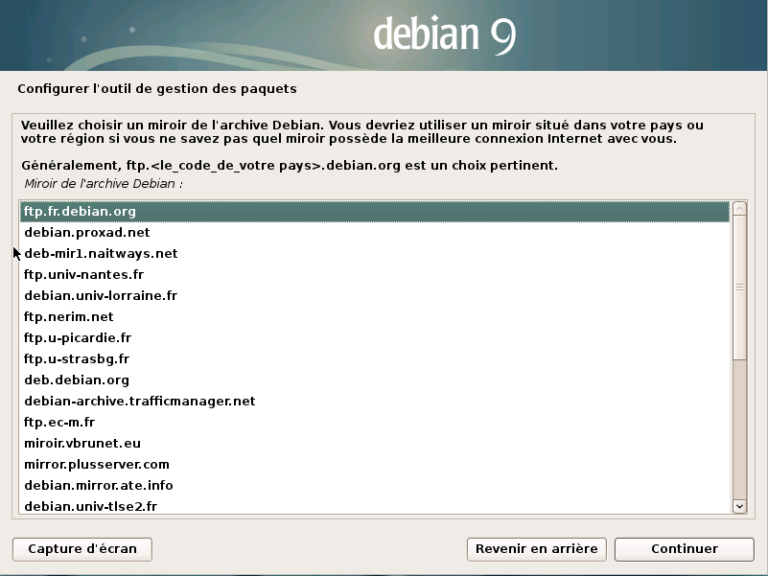 debian 9
Configurer l'outil de gestion des paquets
Veuillez choisir un miroir de l'archive Debian. Vous devriez utiliser un miroir situé dans votre pays ou
votre région si vous ne savez pas quel miroir possède la meilleure connexion Internet avec vous.
Généralement, ftp.<le_code_de_votre pays>.debian.org est un choix pertinent.
Miroir de l'archive Debian :
ftp.fr.debian.org
debian.proxad.net
deb-mir1.naitways.net
ftp.univ-nantes.fr
debian.univ-lorraine.fr
ftp.nerim.net
ftp.u-picardie.fr
ftp.u-strasbg.fr
deb.debian.org
debian-archive.trafficmanager.net
ftp.ec-m.fr
miroir.vbrunet.eu
mirror.plusserver.com
debian.mirror.ate.info
debian.univ-tlse2.fr
Capture d'écran
Revenir en arrière
Continuer